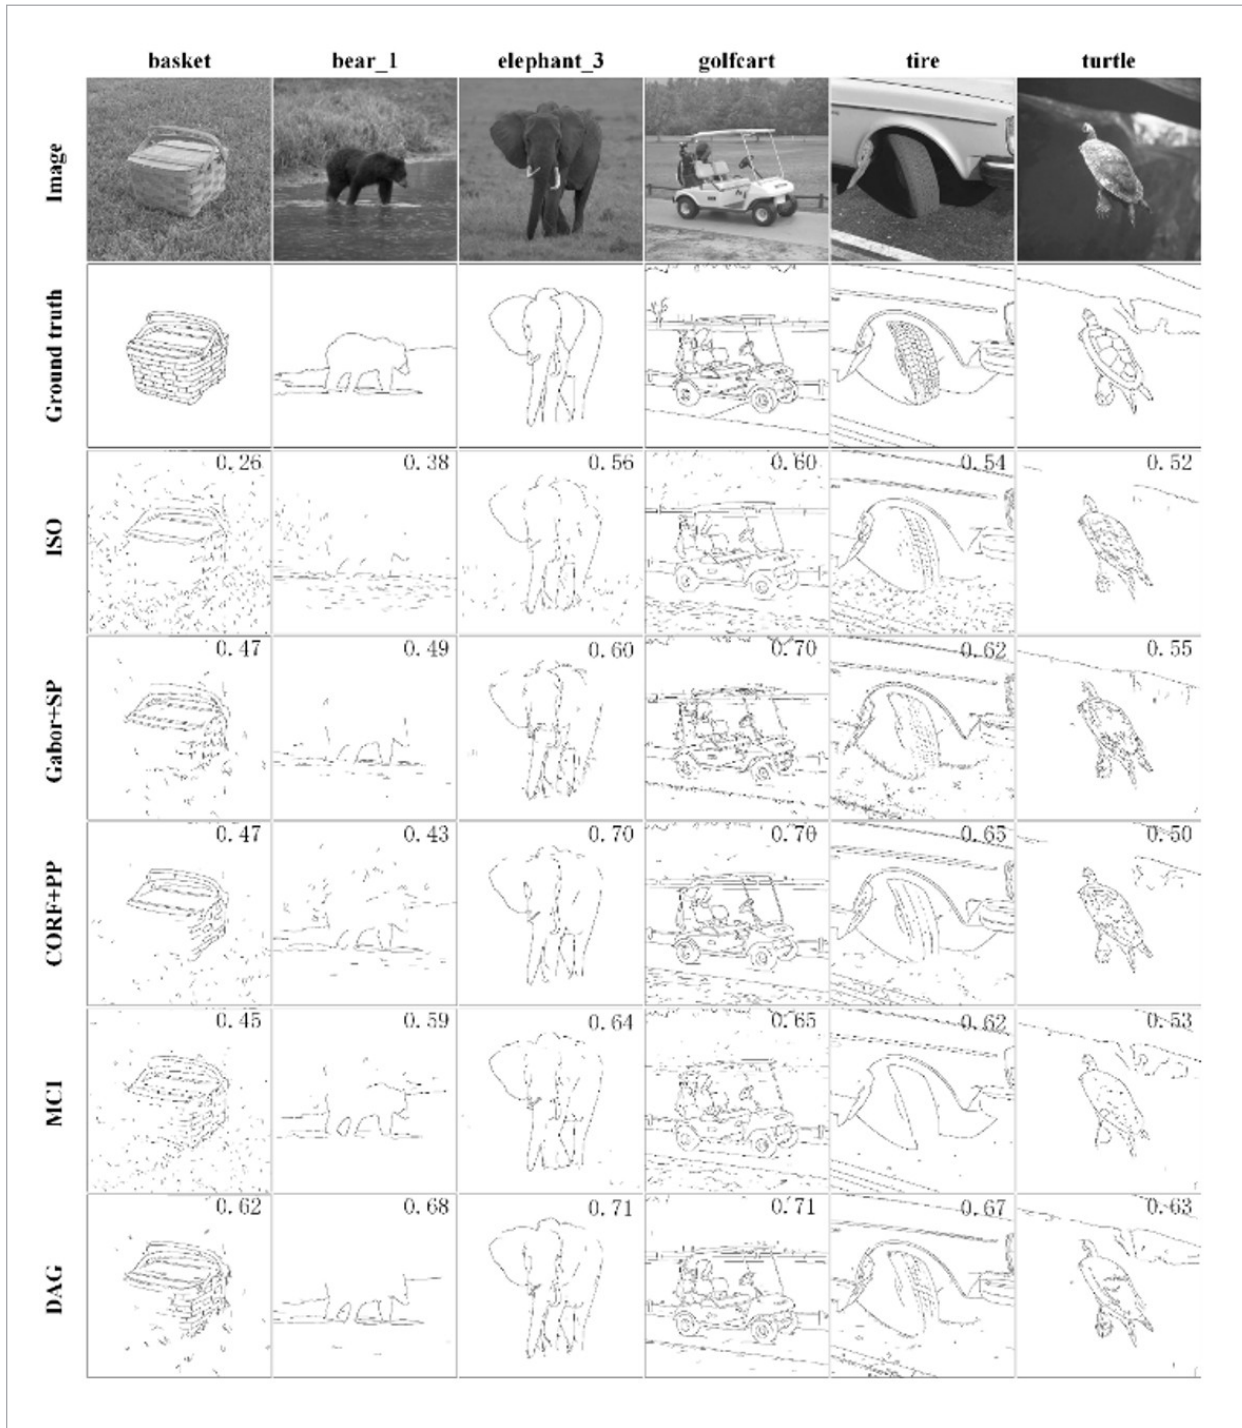 basket bear_1 elephant_3 golfcart tire turtle
Image
Ground truth
ISO
0.26 0.38 0.56 0.60 0.54 0.52
Gabor+SP
0.47 0.49 0.60 0.70 0.62 0.55
CORF+PP
0.47 0.43 0.70 0.70 0.65 0.50
MCI
0.45 0.59 0.64 0.65 0.62 0.53
DAG
0.62 0.68 0.71 0.71 0.67 0.63